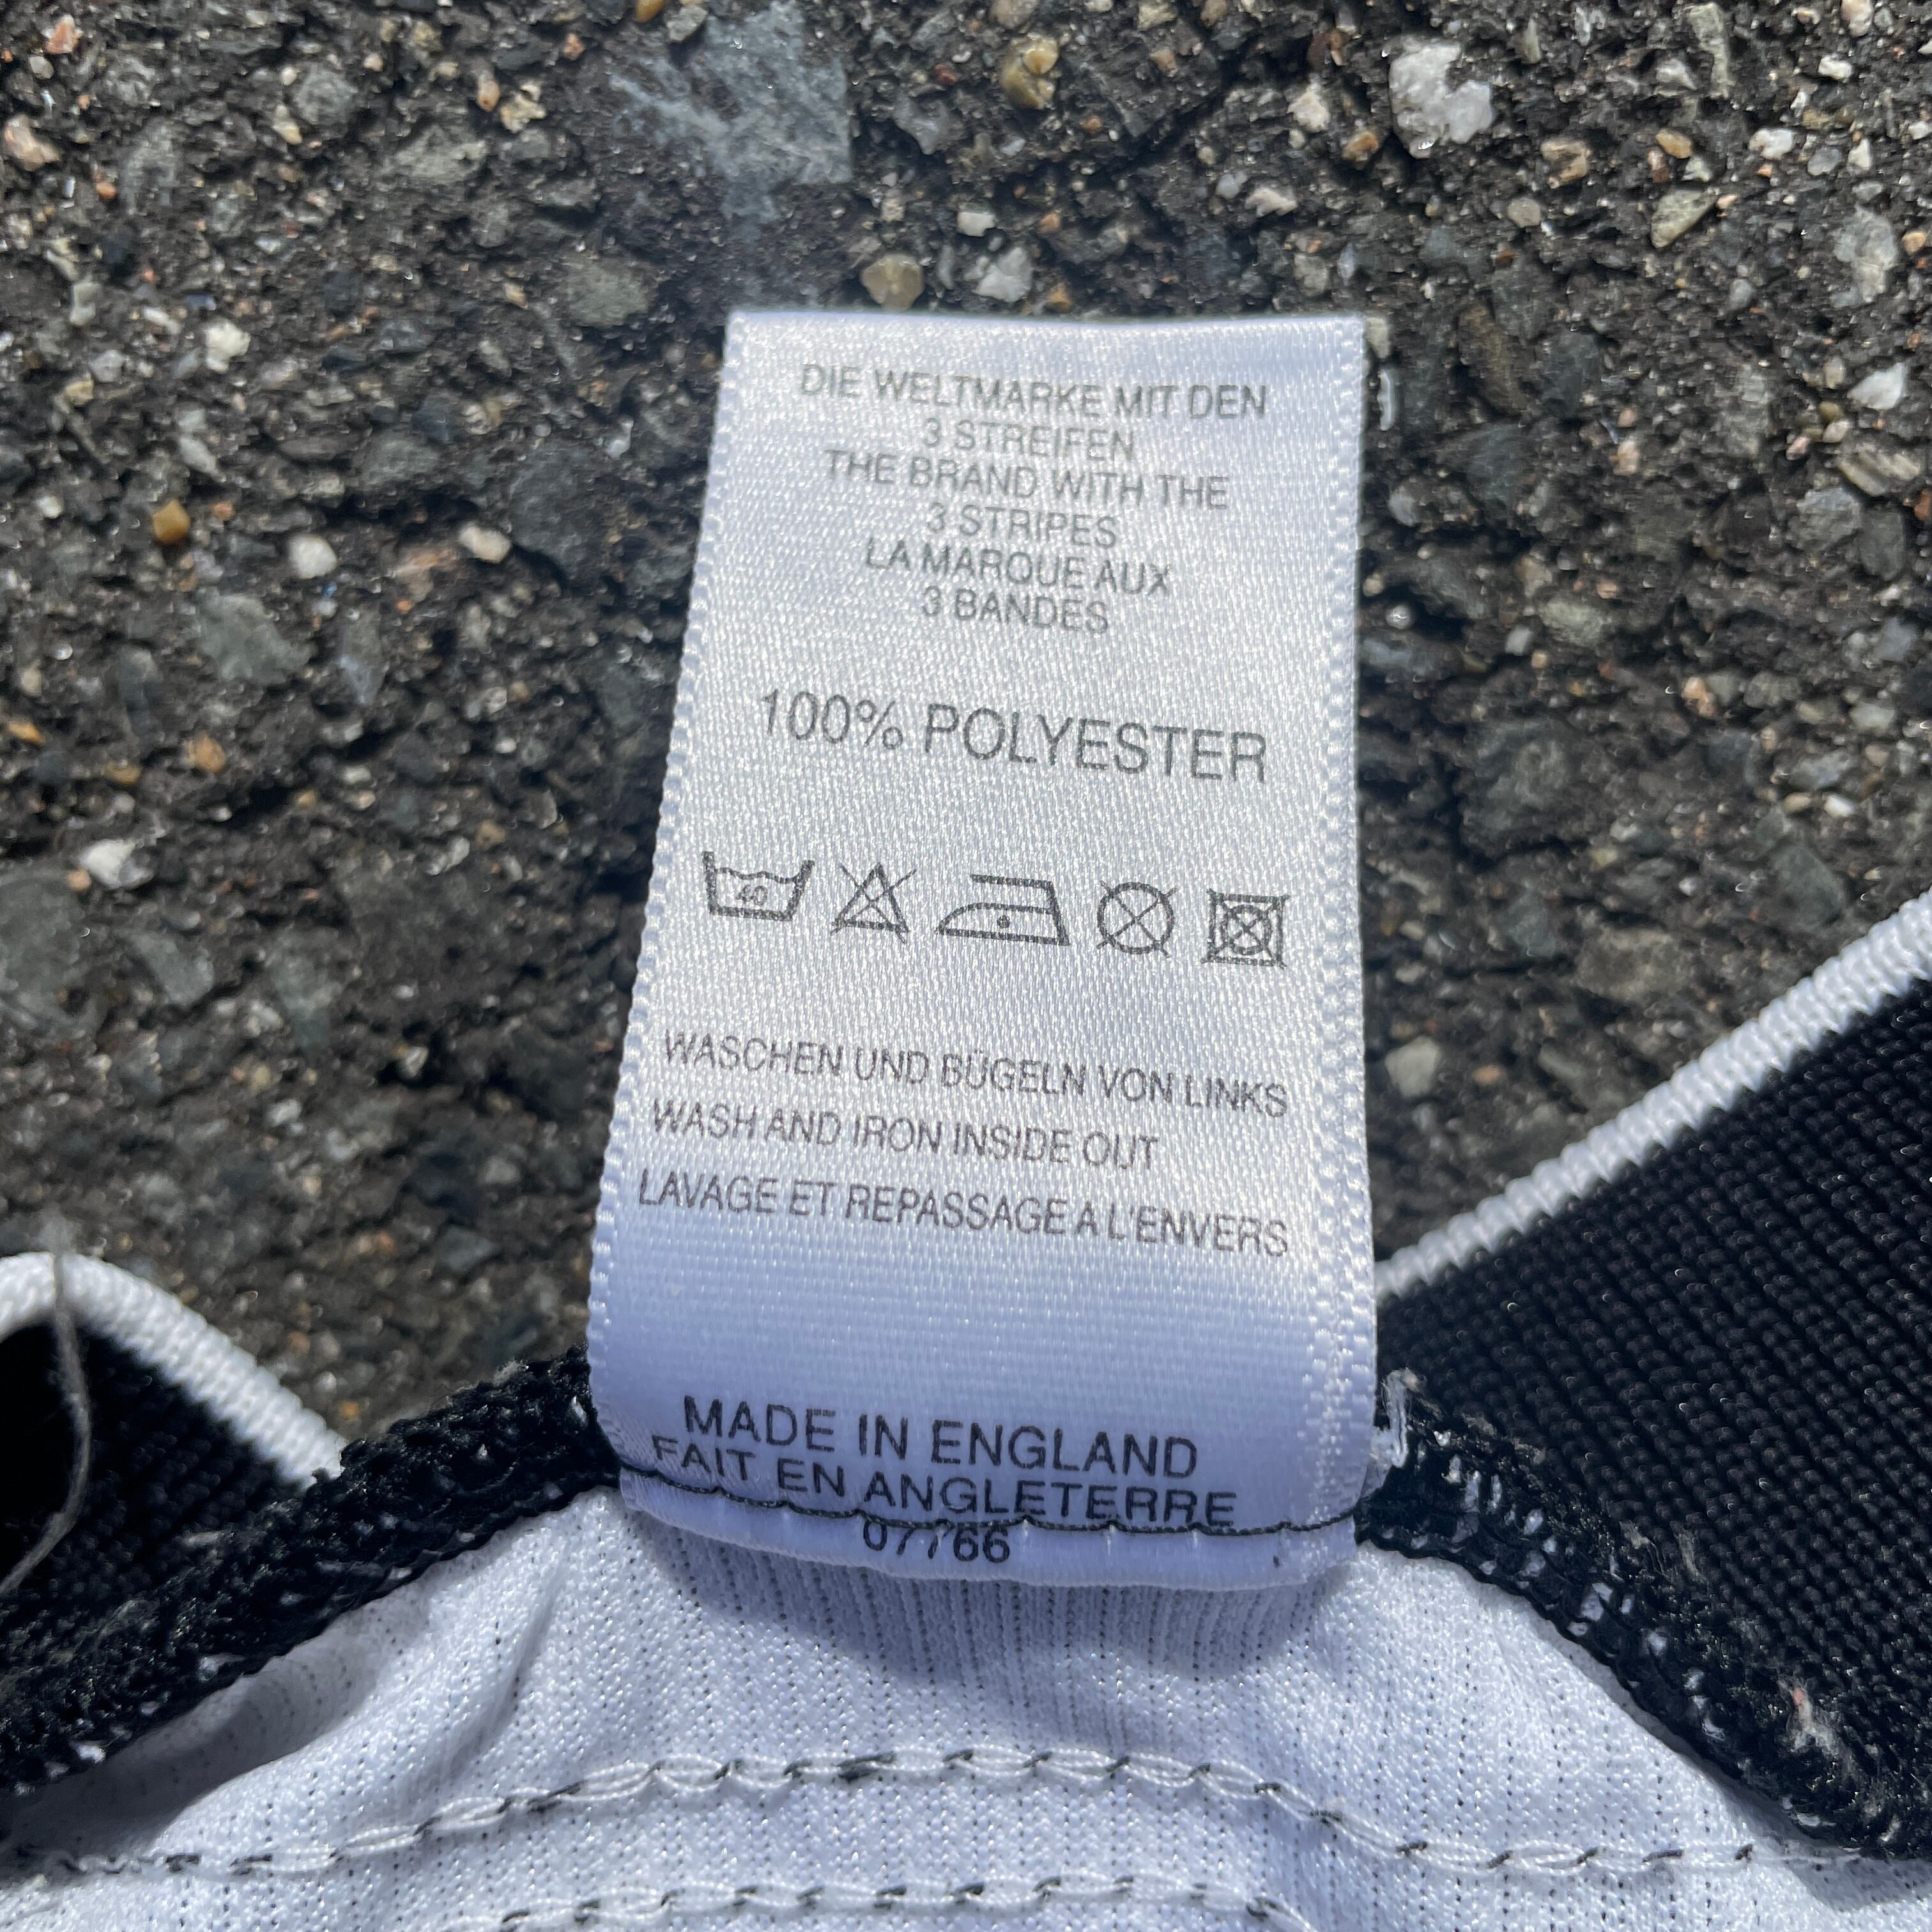 DIE WELTMARKE MIT DEN
3 STREIFEN
THE BRAND WITH THE
3 STRIPES
LA MARQUE AUX
3 BANDES
100% POLYESTER
40
WASCHEN UND BÜGELN VON LINKS
WASH AND IRON INSIDE OUT
LAVAGE ET REPASSAGE A L'ENVERS
MADE IN ENGLAND
FAIT EN ANGLETERRE
07766